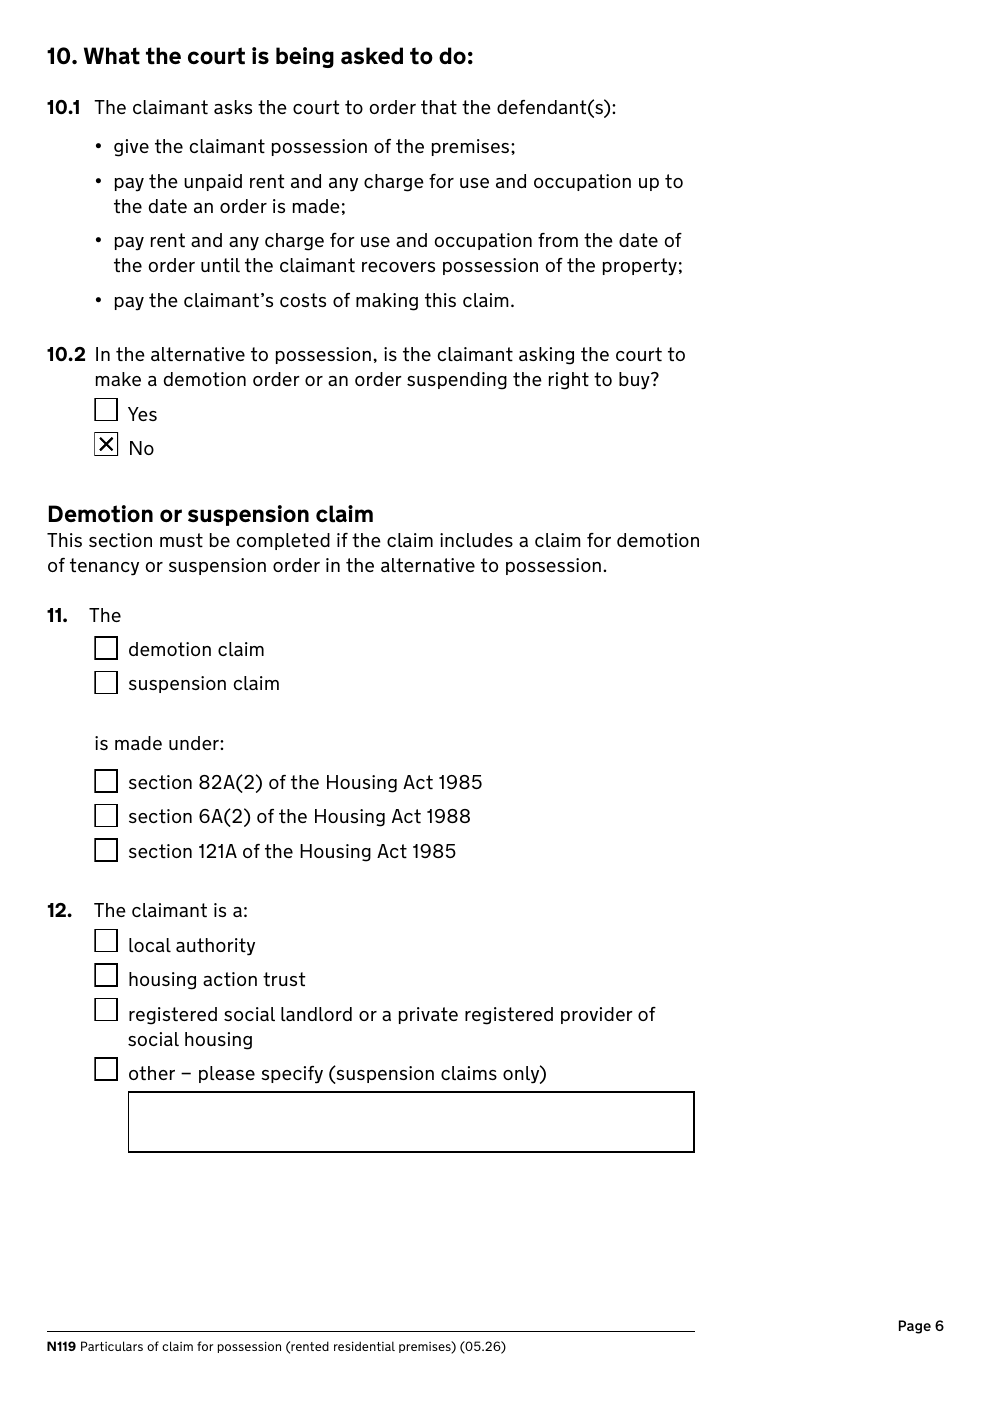 10. What the court is being asked to do:
10.1 The claimant asks the court to order that the defendant(s):
• give the claimant possession of the premises;
• pay the unpaid rent and any charge for use and occupation up to
the date an order is made;
• pay rent and any charge for use and occupation from the date of
the order until the claimant recovers possession of the property;
• pay the claimant's costs of making this claim.
10.2 In the alternative to possession, is the claimant asking the court to
make a demotion order or an order suspending the right to buy?
Yes
No
Demotion or suspension claim
This section must be completed if the claim includes a claim for demotion
of tenancy or suspension order in the alternative to possession.
11. The
demotion claim
suspension claim
is made under:
section 82A(2) of the Housing Act 1985
section 6A(2) of the Housing Act 1988
section 121A of the Housing Act 1985
12. The claimant is a:
local authority
housing action trust
registered social landlord or a private registered provider of
social housing
other – please specify (suspension claims only)
Page 6
N119 Particulars of claim for possession (rented residential premises) (05.26)